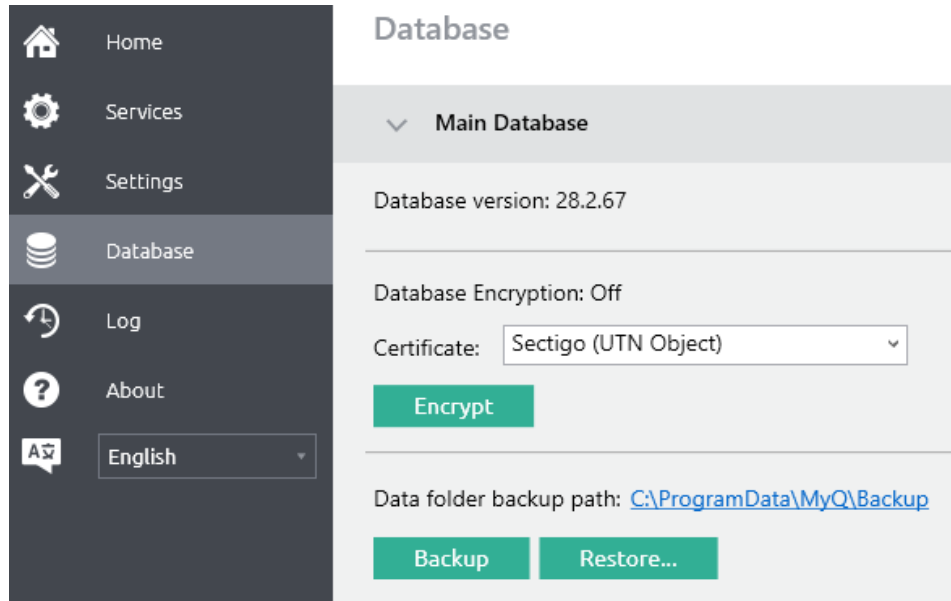 Home
Services
Settings
Database
Log
About
English
Database
Main Database
Database version: 28.2.67
Database Encryption: Off
Certificate: Sectigo (UTN Object)
Encrypt
Data folder backup path: C:\ProgramData\MyQ\Backup
Backup Restore...